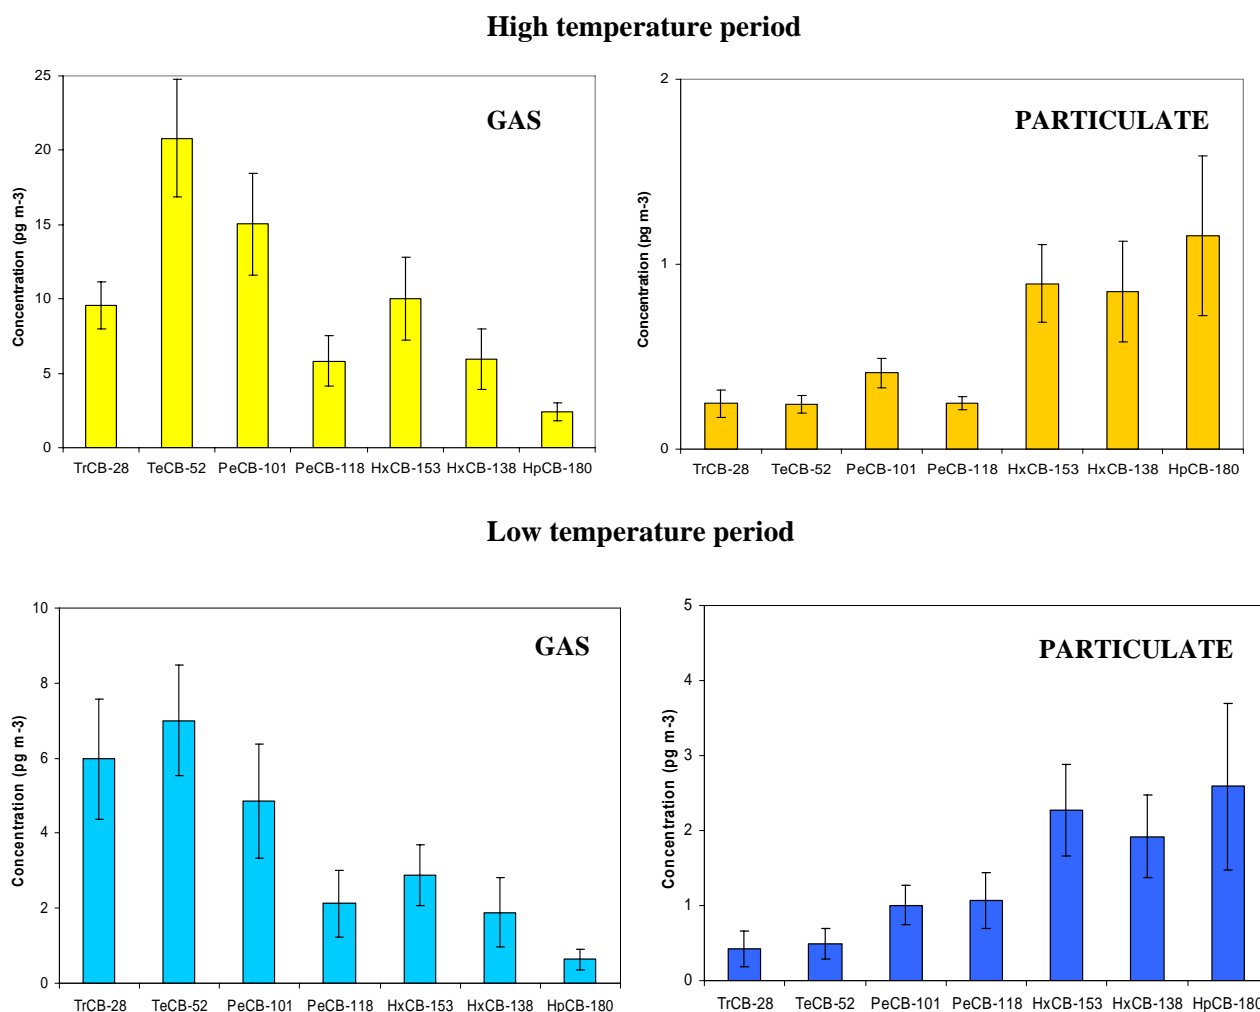 High temperature period
GAS
Concentration (pg m-3)
25
20
15
10
5
0
TrCB-28 TeCB-52 PeCB-101 PeCB-118 HxCB-153 HxCB-138 HpCB-180
PARTICULATE
Concentration (pg m-3)
2
1
0
TrCB-28 TeCB-52 PeCB-101 PeCB-118 HxCB-153 HxCB-138 HpCB-180
Low temperature period
GAS
Concentration (pg m-3)
10
8
6
4
2
0
TrCB-28 TeCB-52 PeCB-101 PeCB-118 HxCB-153 HxCB-138 HpCB-180
PARTICULATE
Concentration (pg m-3)
5
4
3
2
1
0
TrCB-28 TeCB-52 PeCB-101 PeCB-118 HxCB-153 HxCB-138 HpCB-180